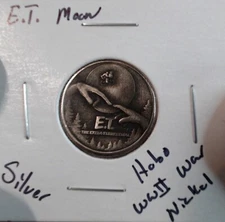 E.T. Moon
E.T.
Silver
Hobo
WWII War
Nickel